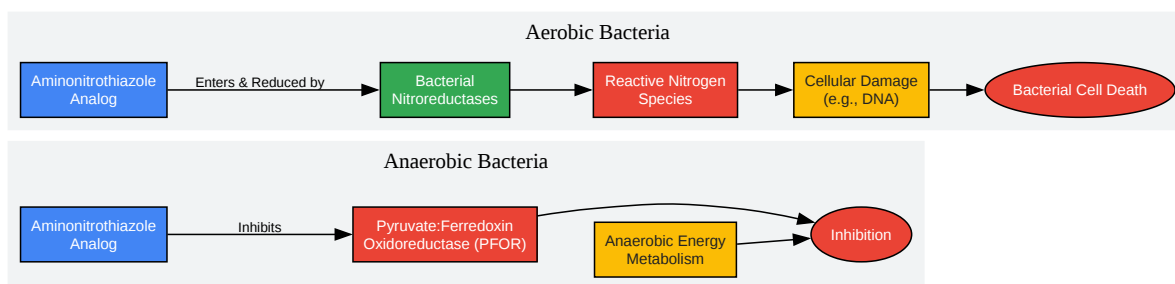 Aerobic Bacteria
Aminonitrothiazole
Analog
Enters & Reduced by
Bacterial
Nitroreductases
Reactive Nitrogen
Species
Cellular Damage
(e.g., DNA)
Bacterial Cell Death
Anaerobic Bacteria
Aminonitrothiazole
Analog
Inhibits
Pyruvate:Ferredoxin
Oxidoreductase (PFOR)
Anaerobic Energy
Metabolism
Inhibition